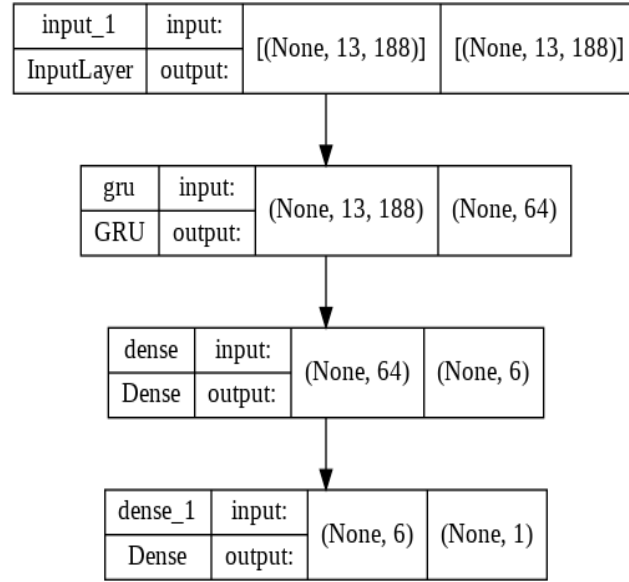 input_1 input: [(None, 13, 188)] [(None, 13, 188)]
InputLayer output:
gru input: (None, 13, 188) (None, 64)
GRU output:
dense input: (None, 64) (None, 6)
Dense output:
dense_1 input: (None, 6) (None, 1)
Dense output: